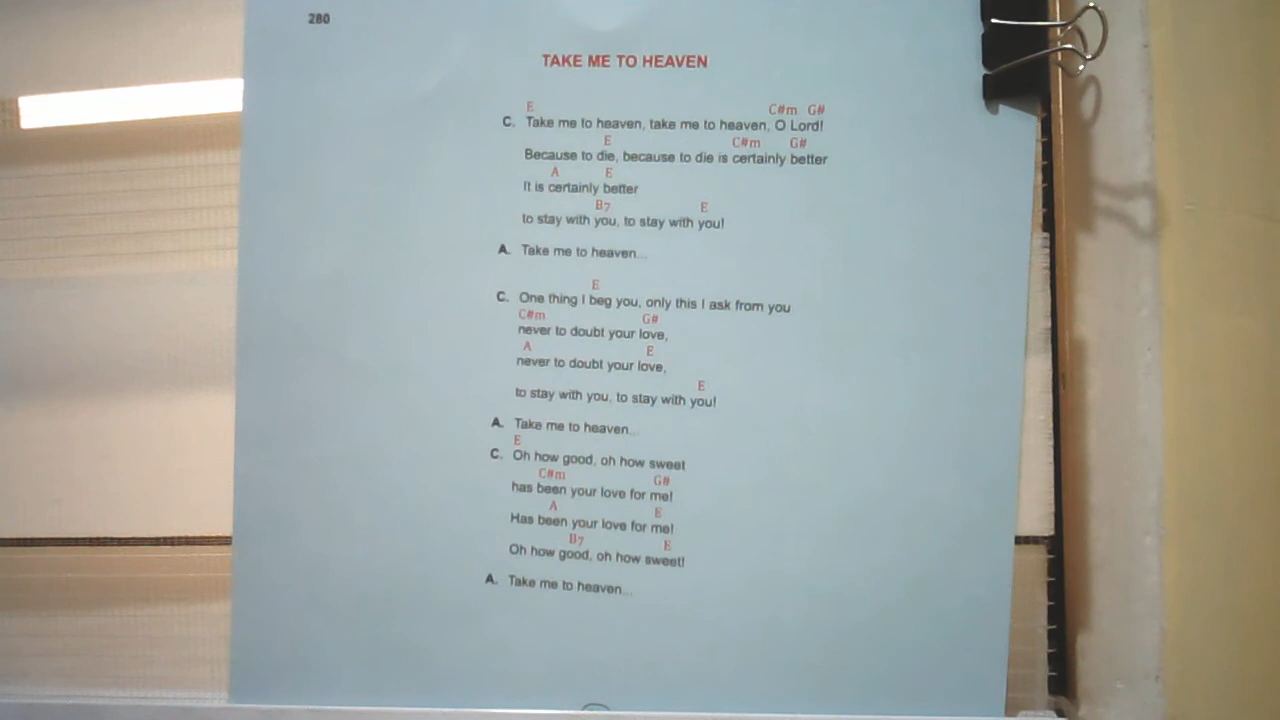 280
TAKE ME TO HEAVEN
E C#m G#
C. Take me to heaven, take me to heaven, O Lord!
E C#m G#
Because to die, because to die is certainly better
A E
It is certainly better
B7 E
to stay with you, to stay with you!
A. Take me to heaven...
E
C. One thing I beg you, only this I ask from you
C#m G#
never to doubt your love,
A E
never to doubt your love,
E
to stay with you, to stay with you!
A. Take me to heaven...
E
C. Oh how good, oh how sweet
C#m G#
has been your love for me!
A E
Has been your love for me!
B7 E
Oh how good, oh how sweet!
A. Take me to heaven...